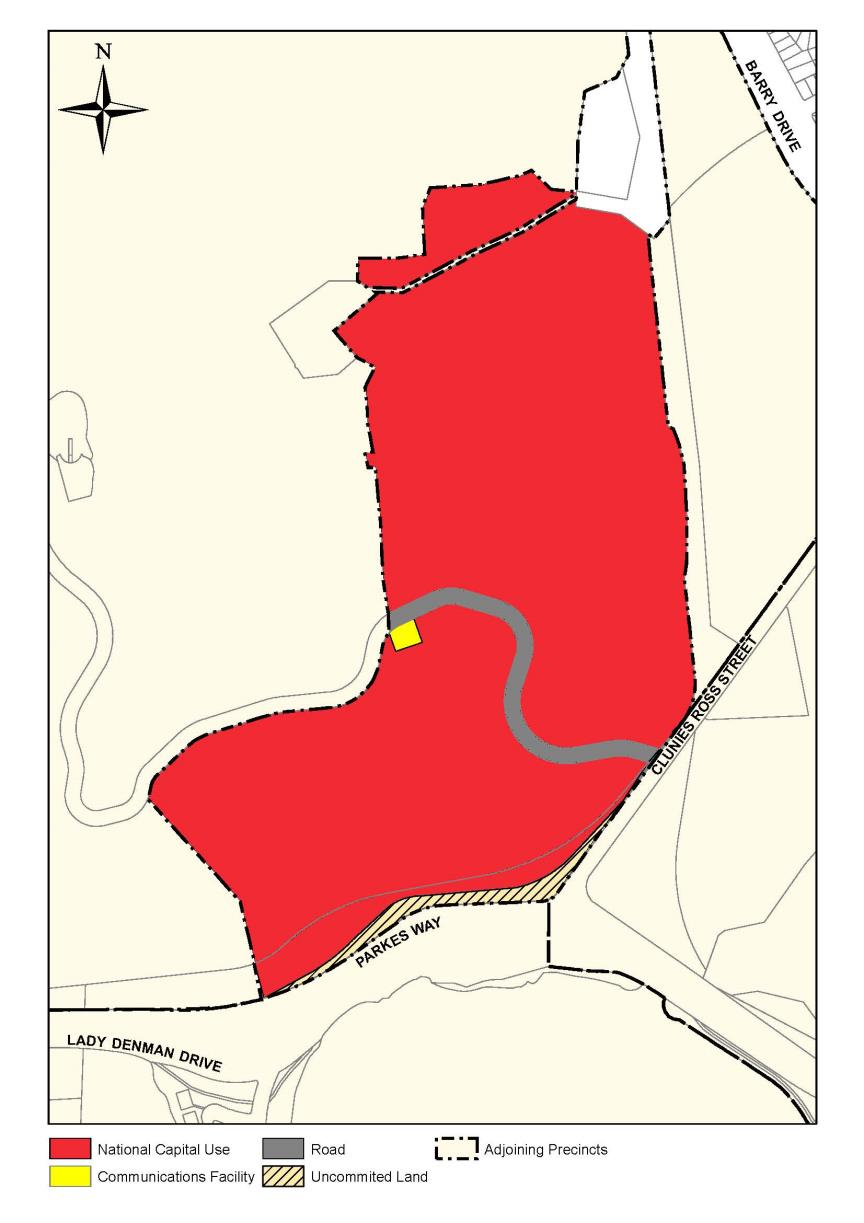 N
BARRY DRIVE
CLUNIES ROSS STREET
PARKES WAY
LADY DENMAN DRIVE
National Capital Use
Road
Adjoining Precincts
Communications Facility
Uncommited Land